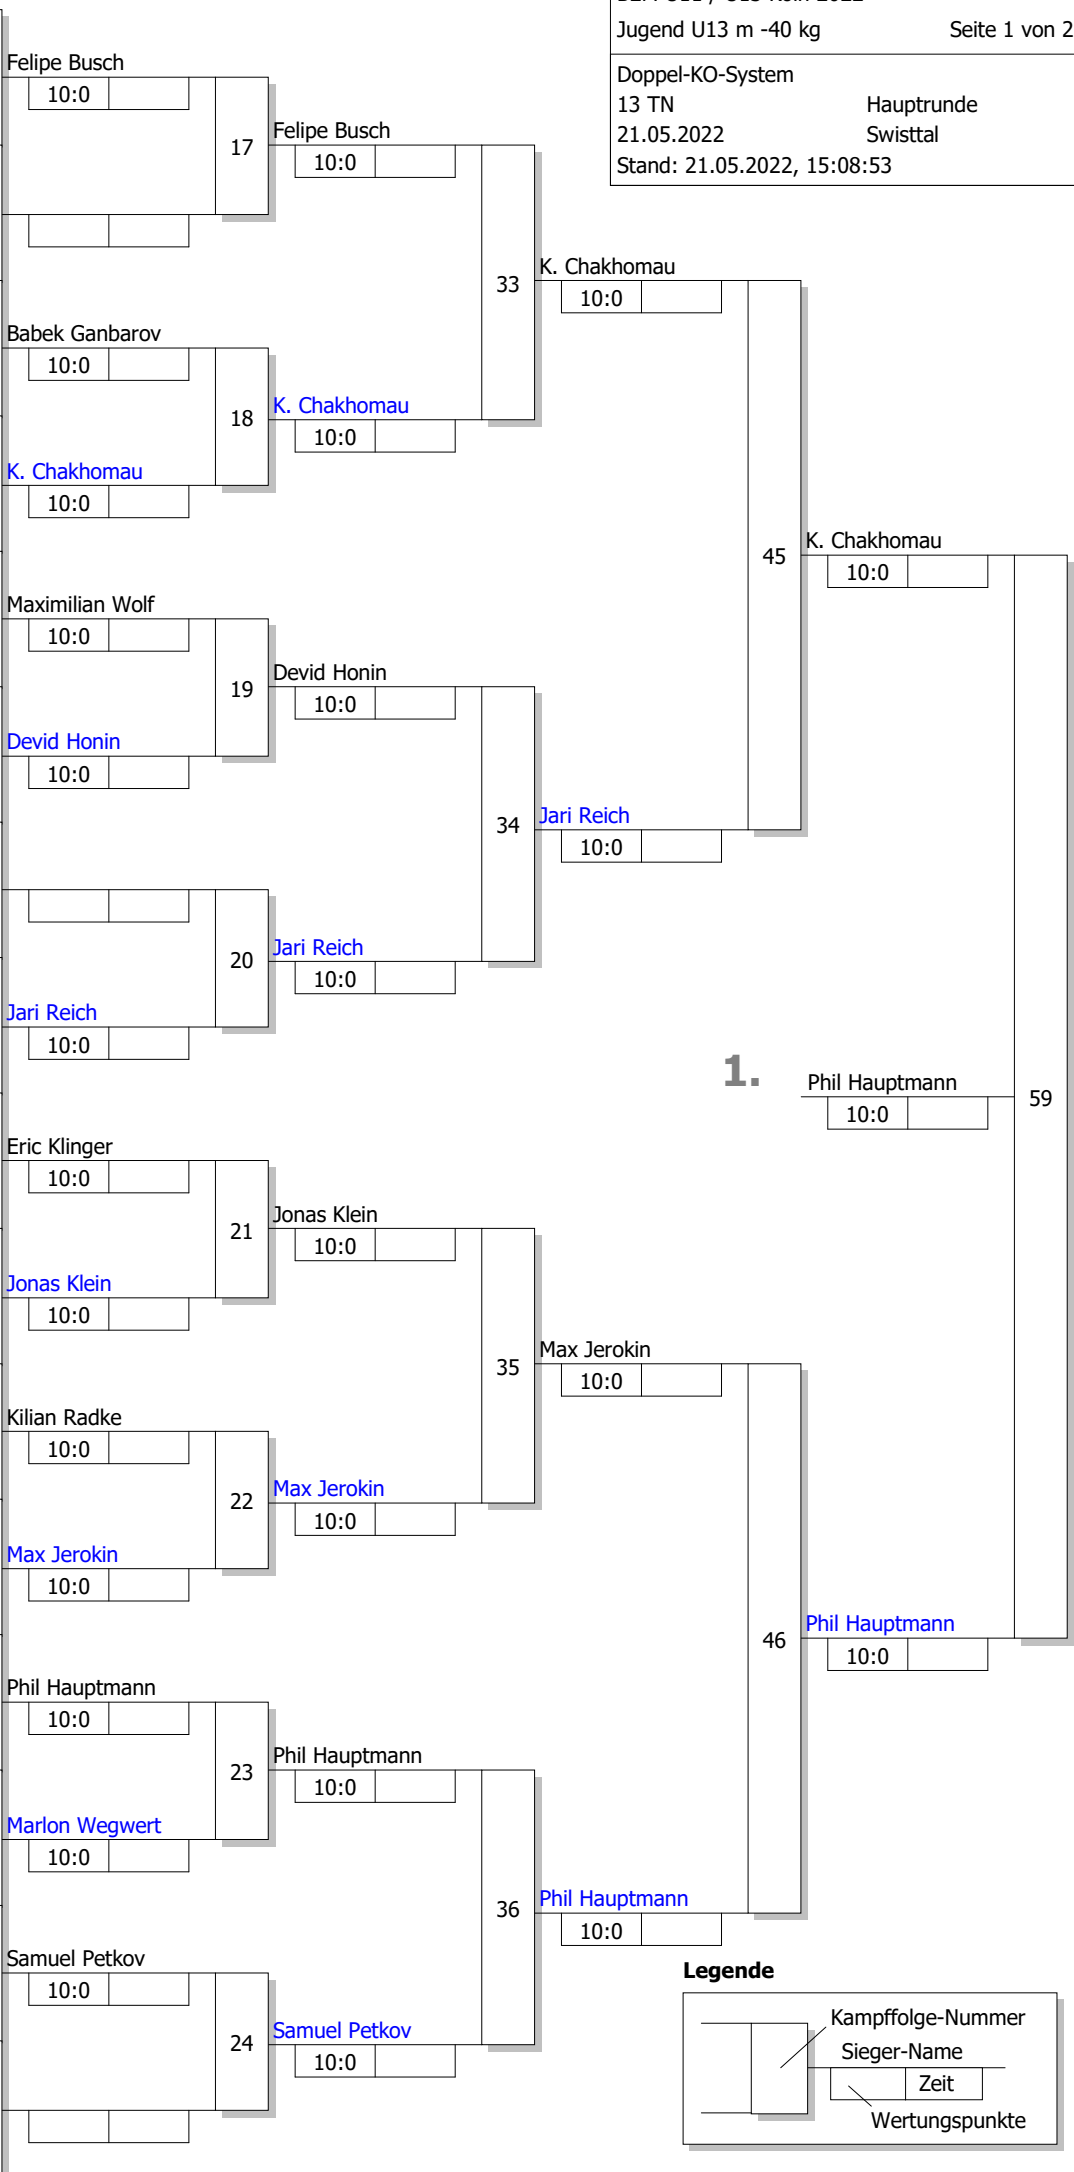 Jugend U13 m -40 kg Seite 1 von 2
Doppel-KO-System
13 TN Hauptrunde
21.05.2022 Swisttal
Stand: 21.05.2022, 15:08:53
Felipe Busch
10:0
17
Felipe Busch
10:0
33
K. Chakhomau
10:0
Babek Ganbarov
10:0
18
K. Chakhomau
10:0
K. Chakhomau
10:0
45
K. Chakhomau
10:0
Maximilian Wolf
10:0
19
Devid Honin
10:0
Devid Honin
10:0
34
Jari Reich
10:0
20
Jari Reich
10:0
Jari Reich
10:0
1.
Phil Hauptmann
10:0
59
Eric Klinger
10:0
21
Jonas Klein
10:0
Jonas Klein
10:0
35
Max Jerokin
10:0
Kilian Radke
10:0
22
Max Jerokin
10:0
Max Jerokin
10:0
46
Phil Hauptmann
10:0
Phil Hauptmann
10:0
23
Phil Hauptmann
10:0
Marlon Wegwert
10:0
36
Phil Hauptmann
10:0
Samuel Petkov
10:0
24
Samuel Petkov
10:0
Legende
Kampffolge-Nummer
Sieger-Name
Zeit
Wertungspunkte